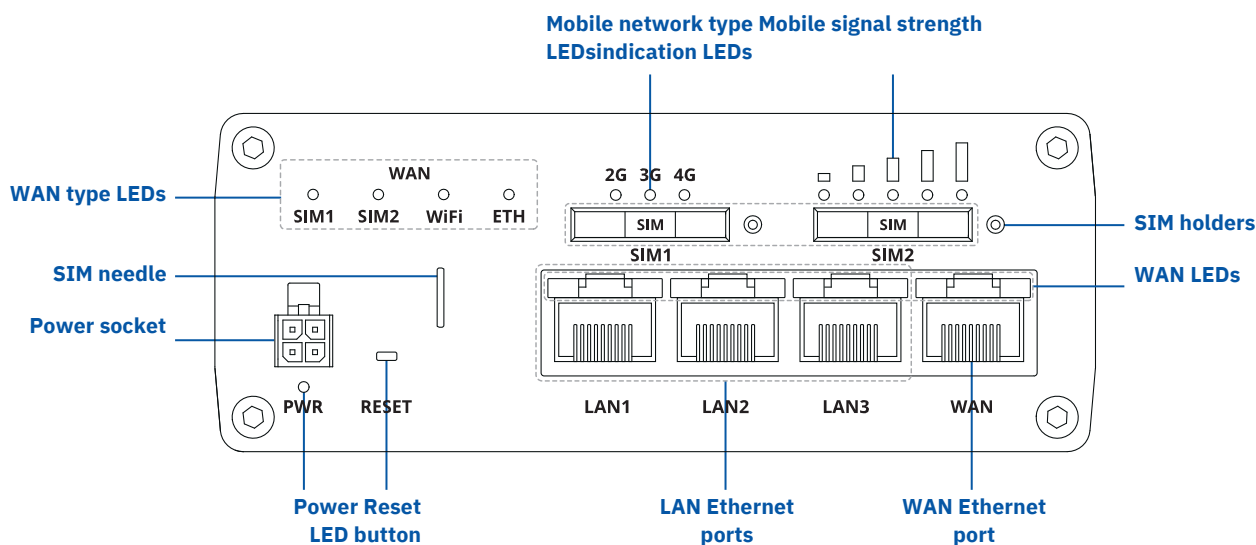 Mobile network type Mobile signal strength
LEDsindication LEDs
WAN
2G 3G 4G
WAN type LEDs
SIM1 SIM2 WiFi ETH
SIM SIM
SIM holders
SIM1 SIM2
SIM needle
WAN LEDs
Power socket
PWR RESET LAN1 LAN2 LAN3 WAN
Power Reset
LED button
LAN Ethernet
ports
WAN Ethernet
port